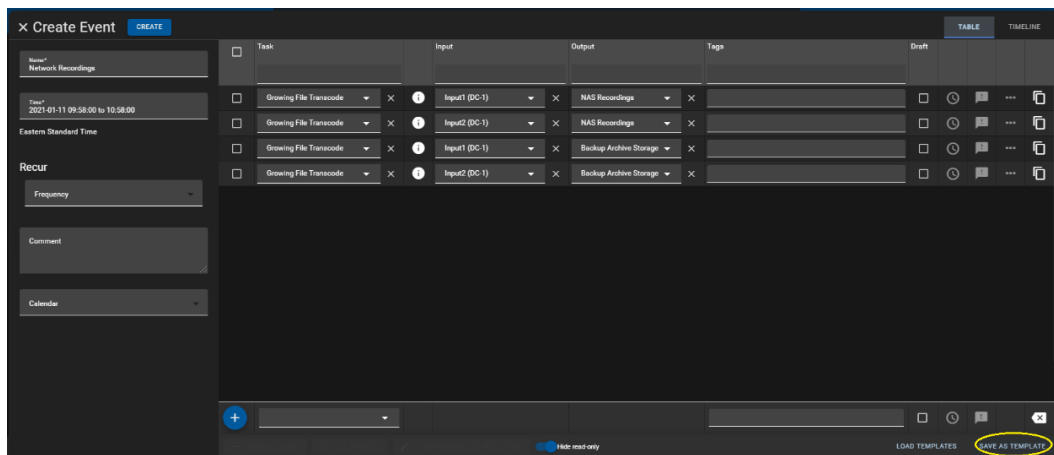 × Create Event CREATE TABLE TIMELINE
Name*
Network Recordings
Time*
2021-01-11 09:58:00 to 10:58:00
Eastern Standard Time
Recur
Frequency
Comment
Calendar
Task Input Output Tags Draft
Growing File Transcode Input1 (DC-1) NAS Recordings
Growing File Transcode Input2 (DC-1) NAS Recordings
Growing File Transcode Input1 (DC-1) Backup Archive Storage
Growing File Transcode Input2 (DC-1) Backup Archive Storage
Hide read-only LOAD TEMPLATES SAVE AS TEMPLATE